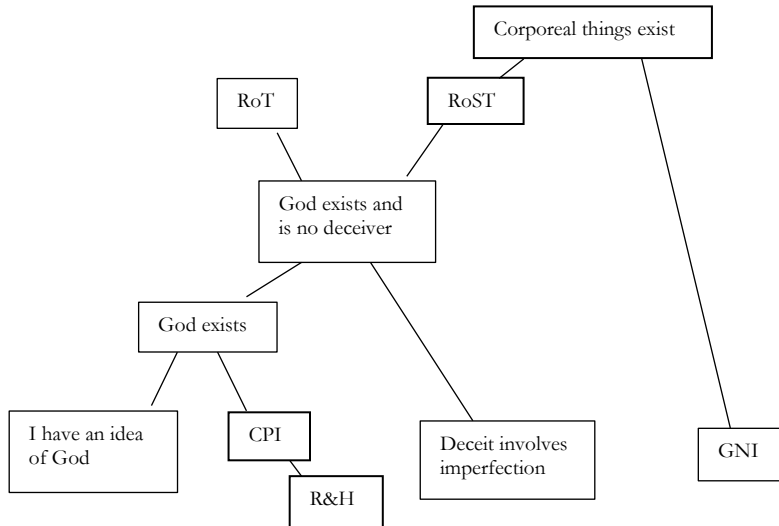 Corporeal things exist
RoT
RoST
God exists and
is no deceiver
God exists
I have an idea
of God
CPI
Deceit involves
imperfection
GNI
R&H